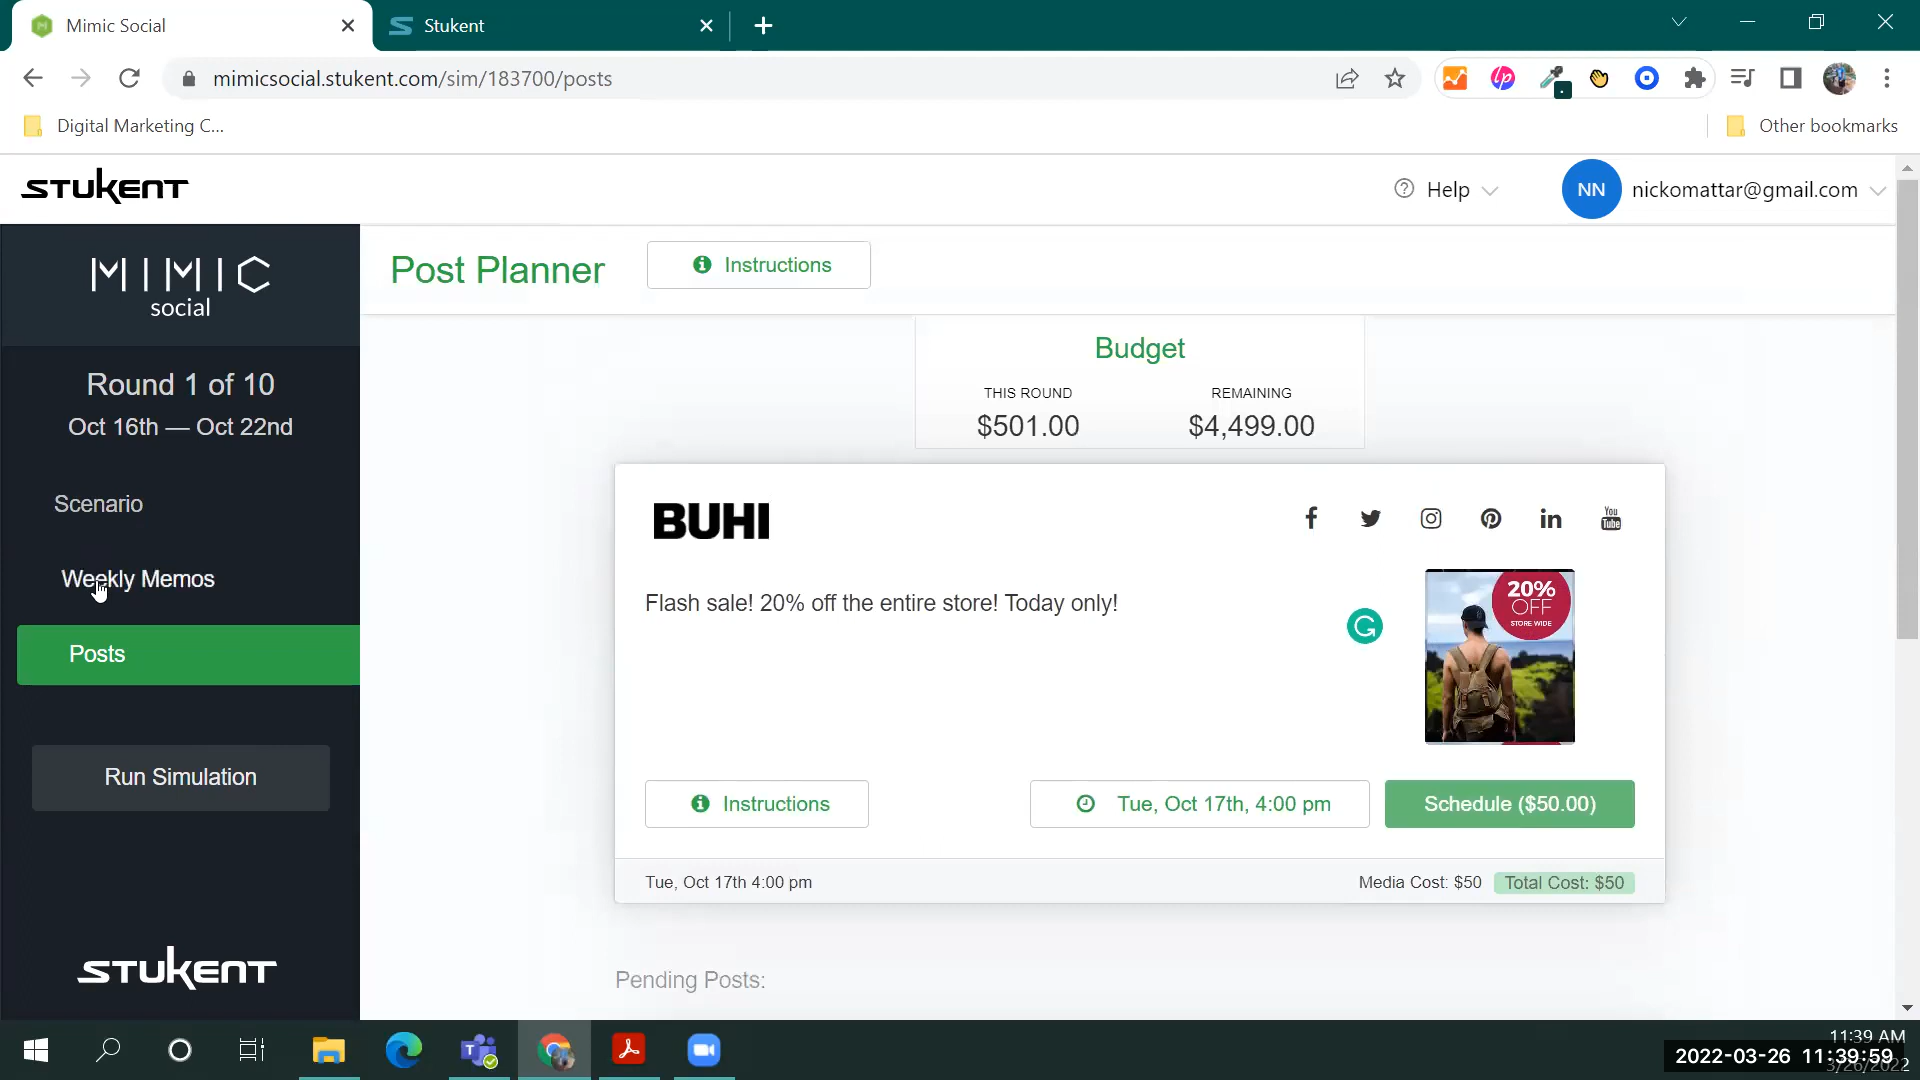 Mimic Social
Stukent
mimicsocial.stukent.com/sim/183700/posts
Digital Marketing C...
Other bookmarks
STUKENT
Help
NN
nickomattar@gmail.com
MIMIC
social
Post Planner
Instructions
Round 1 of 10
Oct 16th — Oct 22nd
Budget
THIS ROUND
REMAINING
$501.00
$4,499.00
Scenario
Weekly Memos
Posts
Run Simulation
STUKENT
BUHI
You
Tube
Flash sale! 20% off the entire store! Today only!
20%
OFF
STORE WIDE
Instructions
Tue, Oct 17th, 4:00 pm
Schedule ($50.00)
Tue, Oct 17th 4:00 pm
Media Cost: $50
Total Cost: $50
Pending Posts:
11:39 AM
2022-03-26 11:39:59
3/26/2022